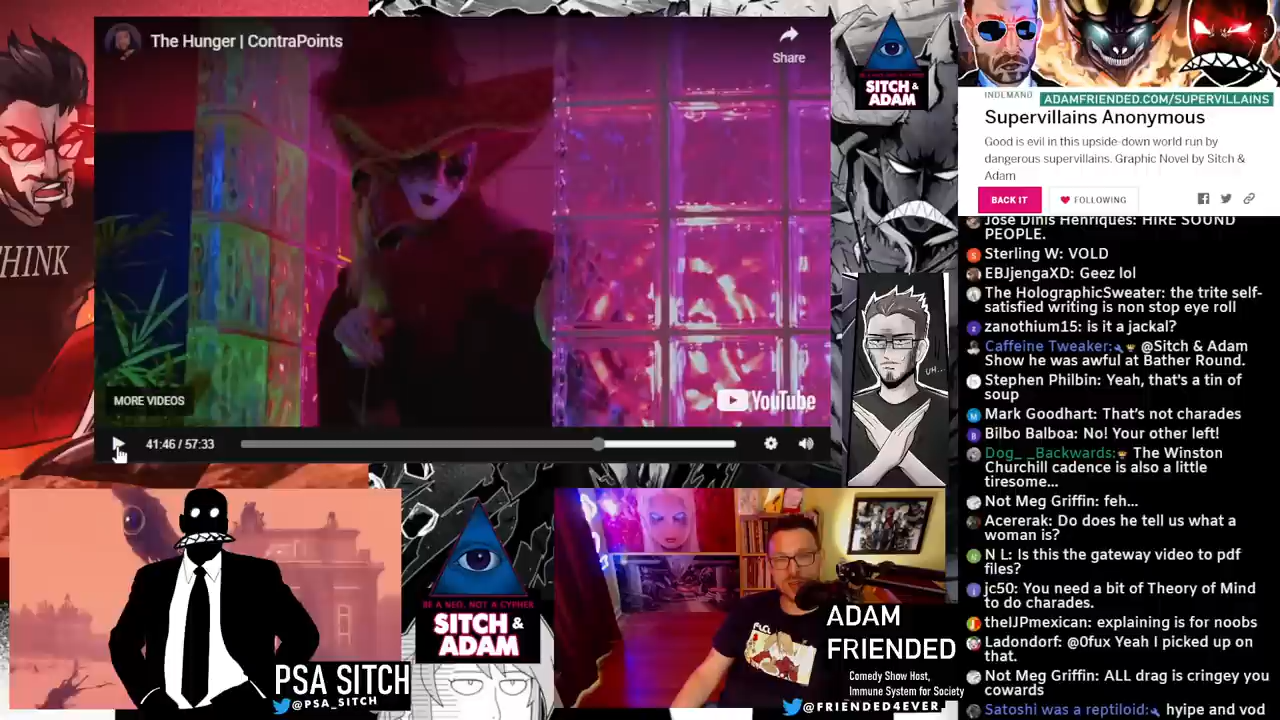 The Hunger | ContraPoints
Share
MORE VIDEOS
YouTube
41:46 / 57:33
THINK
SITCH &
ADAM
UH..
INDEMAND
ADAMFRIENDED.COM/SUPERVILLAINS
Supervillains Anonymous
Good is evil in this upside-down world run by
dangerous supervillains. Graphic Novel by Sitch &
Adam
BACK IT
FOLLOWING
Jose Dinis Henriques: HIRE SOUND
PEOPLE.
Sterling W: VOLD
EBJjengaXD: Geez lol
The HolographicSweater: the trite self-
satisfied writing is non stop eye roll
zanothium15: is it a jackal?
Caffeine Tweaker: @Sitch & Adam
Show he was awful at Bather Round.
Stephen Philbin: Yeah, that's a tin of
soup
Mark Goodhart: That's not charades
Bilbo Balboa: No! Your other left!
Dog_ _Backwards: The Winston
Churchill cadence is also a little
tiresome...
Not Meg Griffin: feh...
Acererak: Do does he tell us what a
woman is?
N L: Is this the gateway video to pdf
files?
jc50: You need a bit of Theory of Mind
to do charades.
theIJPmexican: explaining is for noobs
Ladondorf: @0fux Yeah I picked up on
that.
Not Meg Griffin: ALL drag is cringey you
cowards
Satoshi was a reptiloid: hyipe and vod
PSA SITCH
@PSA_SITCH
BE A NEO, NOT A CYPHER
SITCH &
ADAM
ADAM
FRIENDED
Comedy Show Host,
Immune System for Society
@FRIENDED4EVER